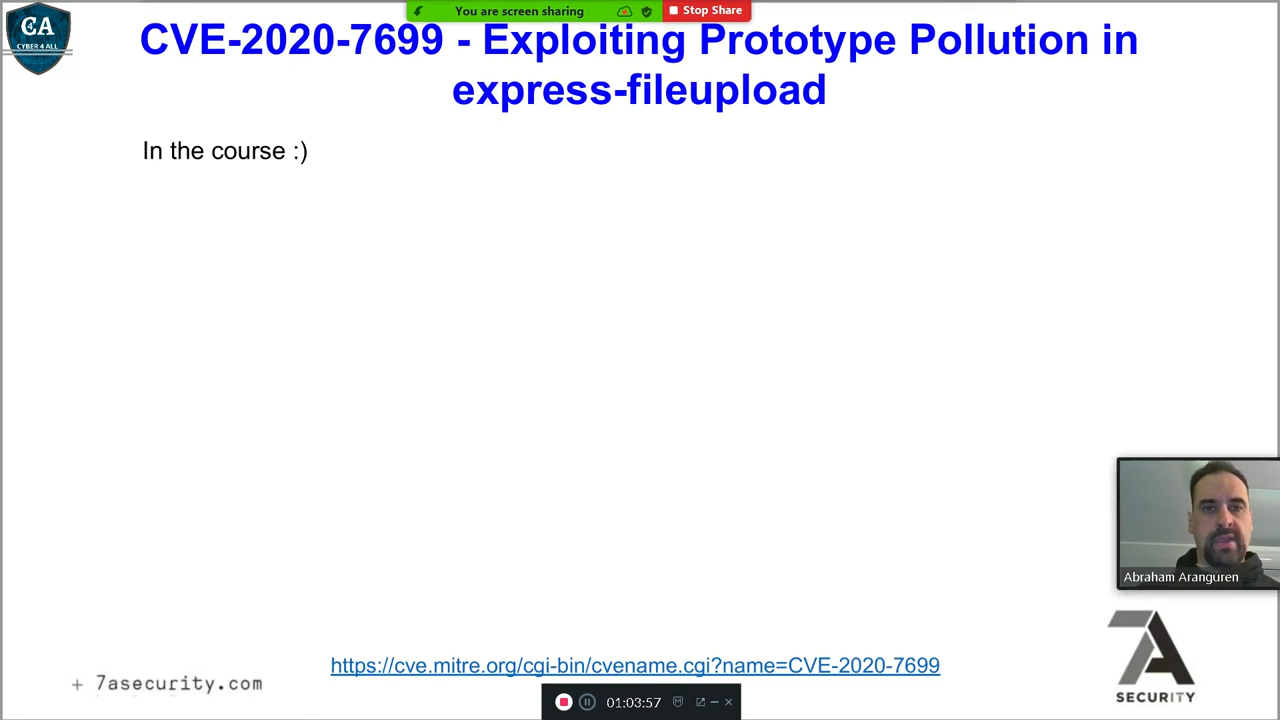 You are screen sharing
Stop Share
CA
CYBER 4 ALL
CVE-2020-7699 - Exploiting Prototype Pollution in
express-fileupload
In the course :)
Abraham Aranguren
https://cve.mitre.org/cgi-bin/cvename.cgi?name=CVE-2020-7699
+ 7asecurity.com
7A
SECURITY
01:03:57